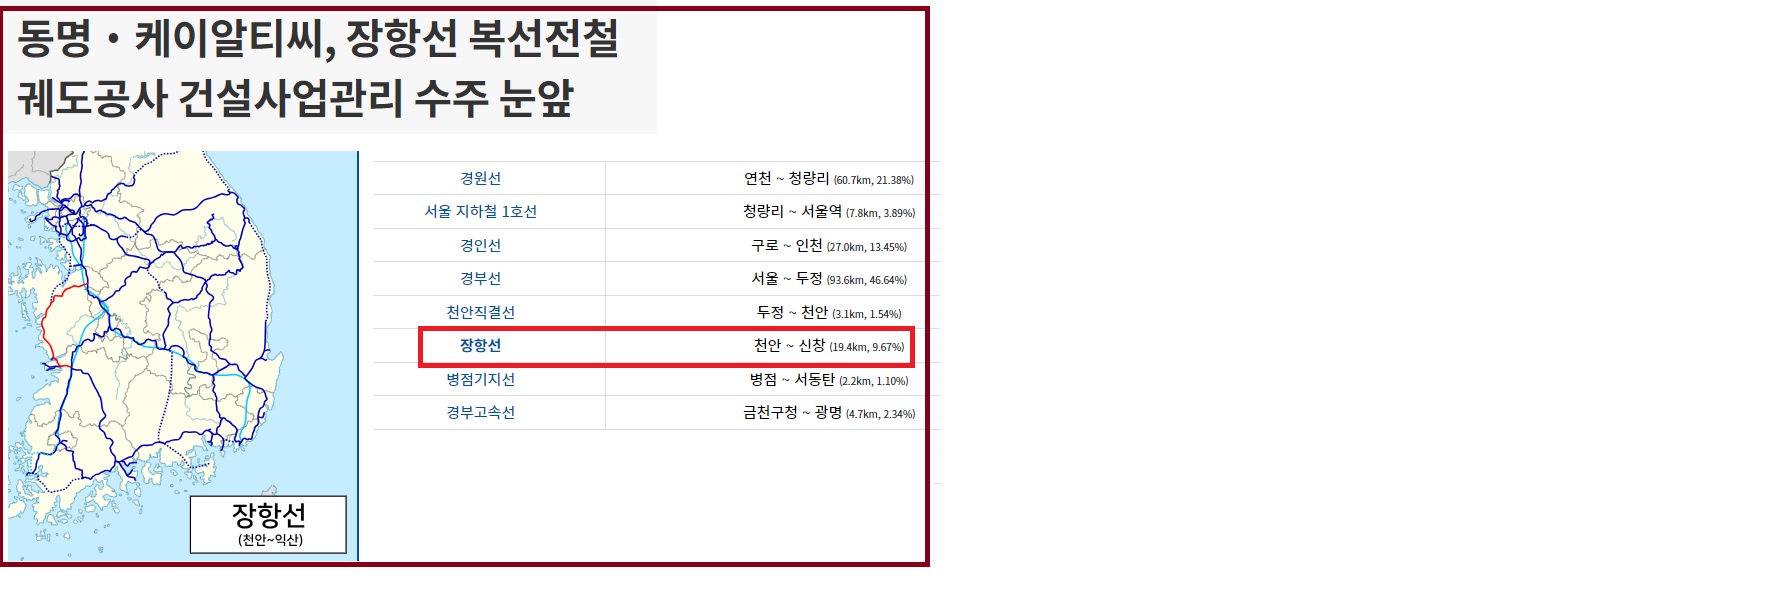 동명·케이알티씨, 장항선 복선전철
궤도공사 건설사업관리 수주 눈앞
경원선 연천 ~ 청량리 (60.7km, 21.38%)
서울 지하철 1호선 청량리 ~ 서울역 (7.8km, 3.89%)
경인선 구로 ~ 인천 (27.0km, 13.45%)
경부선 서울 ~ 두정 (93.6km, 46.64%)
천안직결선 두정 ~ 천안 (3.1km, 1.54%)
장항선 천안 ~ 신창 (19.4km, 9.67%)
병점기지선 병점 ~ 서동탄 (2.2km, 1.10%)
경부고속선 금천구청 ~ 광명 (4.7km, 2.34%)
장항선
(천안~익산)